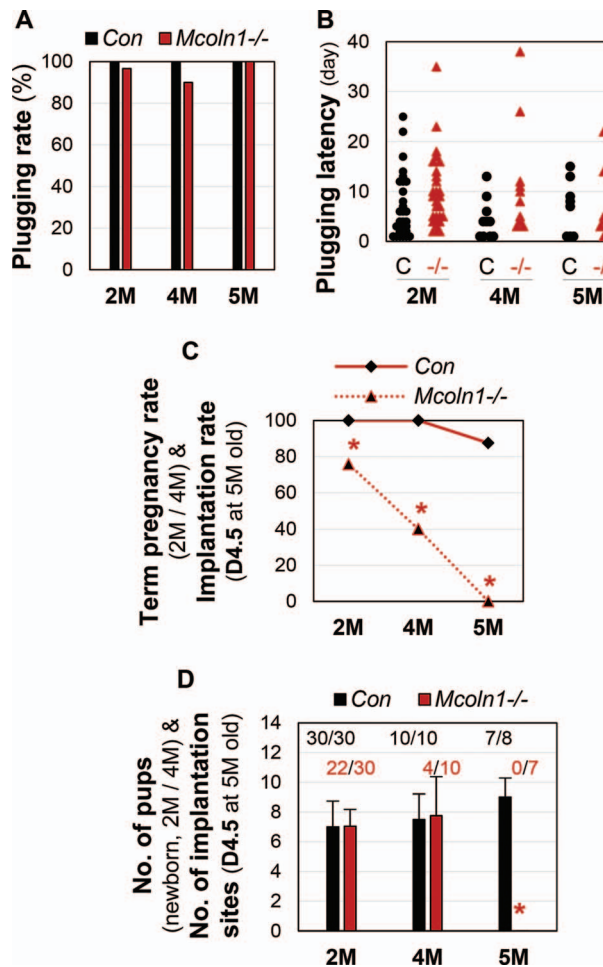 A
Con Mcoln1-/-
Plugging rate (%)
100
80
60
40
20
0
2M 4M 5M
B
Plugging latency (day)
40
30
20
10
0
C -/- C -/- C -/
2M 4M 5M
C
Con
Mcoln1-/-
Term pregnancy rate
(2M / 4M) &
Implantation rate
(D4.5 at 5M old)
100
80
60
40
20
0
* * *
2M 4M 5M
D
Con Mcoln1-/-
No. of pups
(newborn, 2M / 4M) &
No. of implantation
sites (D4.5 at 5M old)
14
12
10
8
6
4
2
0
30/30 10/10 7/8
22/30 4/10 0/7
*
2M 4M 5M